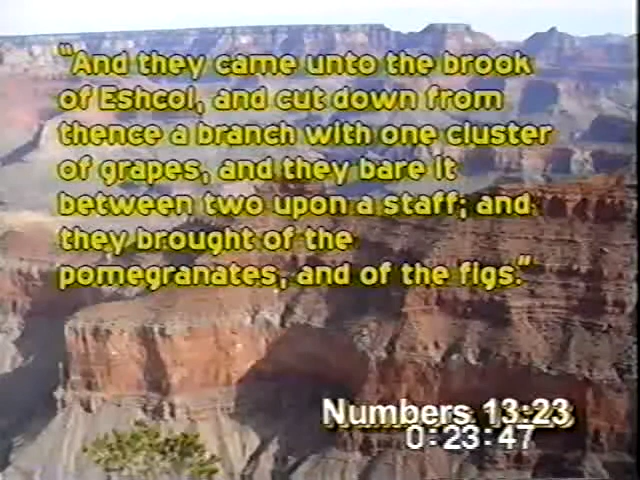 "And they came unto the brook
of Eshcol, and cut down from
thence a branch with one cluster
of grapes, and they bare it
between two upon a staff; and
they brought of the
pomegranates, and of the figs."
Numbers 13:23
0:23:47